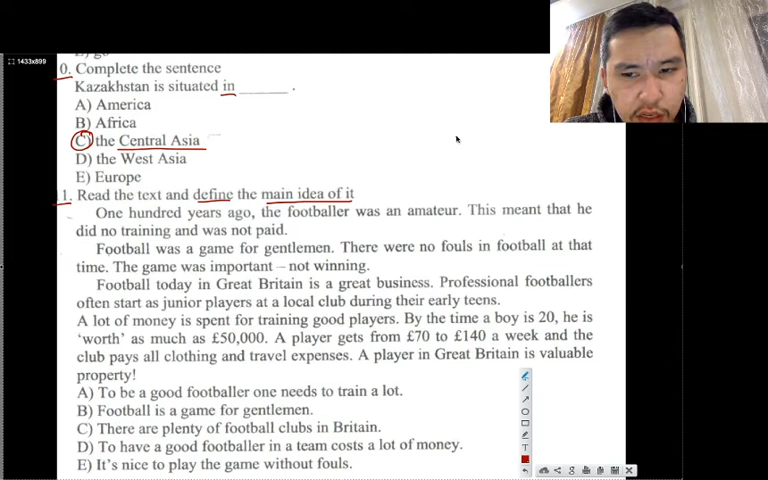 1433x899
0. Complete the sentence
Kazakhstan is situated in ______ .
A) America
B) Africa
C) the Central Asia
D) the West Asia
E) Europe
1. Read the text and define the main idea of it
One hundred years ago, the footballer was an amateur. This meant that he
did no training and was not paid.
Football was a game for gentlemen. There were no fouls in football at that
time. The game was important – not winning.
Football today in Great Britain is a great business. Professional footballers
often start as junior players at a local club during their early teens.
A lot of money is spent for training good players. By the time a boy is 20, he is
‘worth’ as much as £50,000. A player gets from £70 to £140 a week and the
club pays all clothing and travel expenses. A player in Great Britain is valuable
property!
A) To be a good footballer one needs to train a lot.
B) Football is a game for gentlemen.
C) There are plenty of football clubs in Britain.
D) To have a good footballer in a team costs a lot of money.
E) It's nice to play the game without fouls.